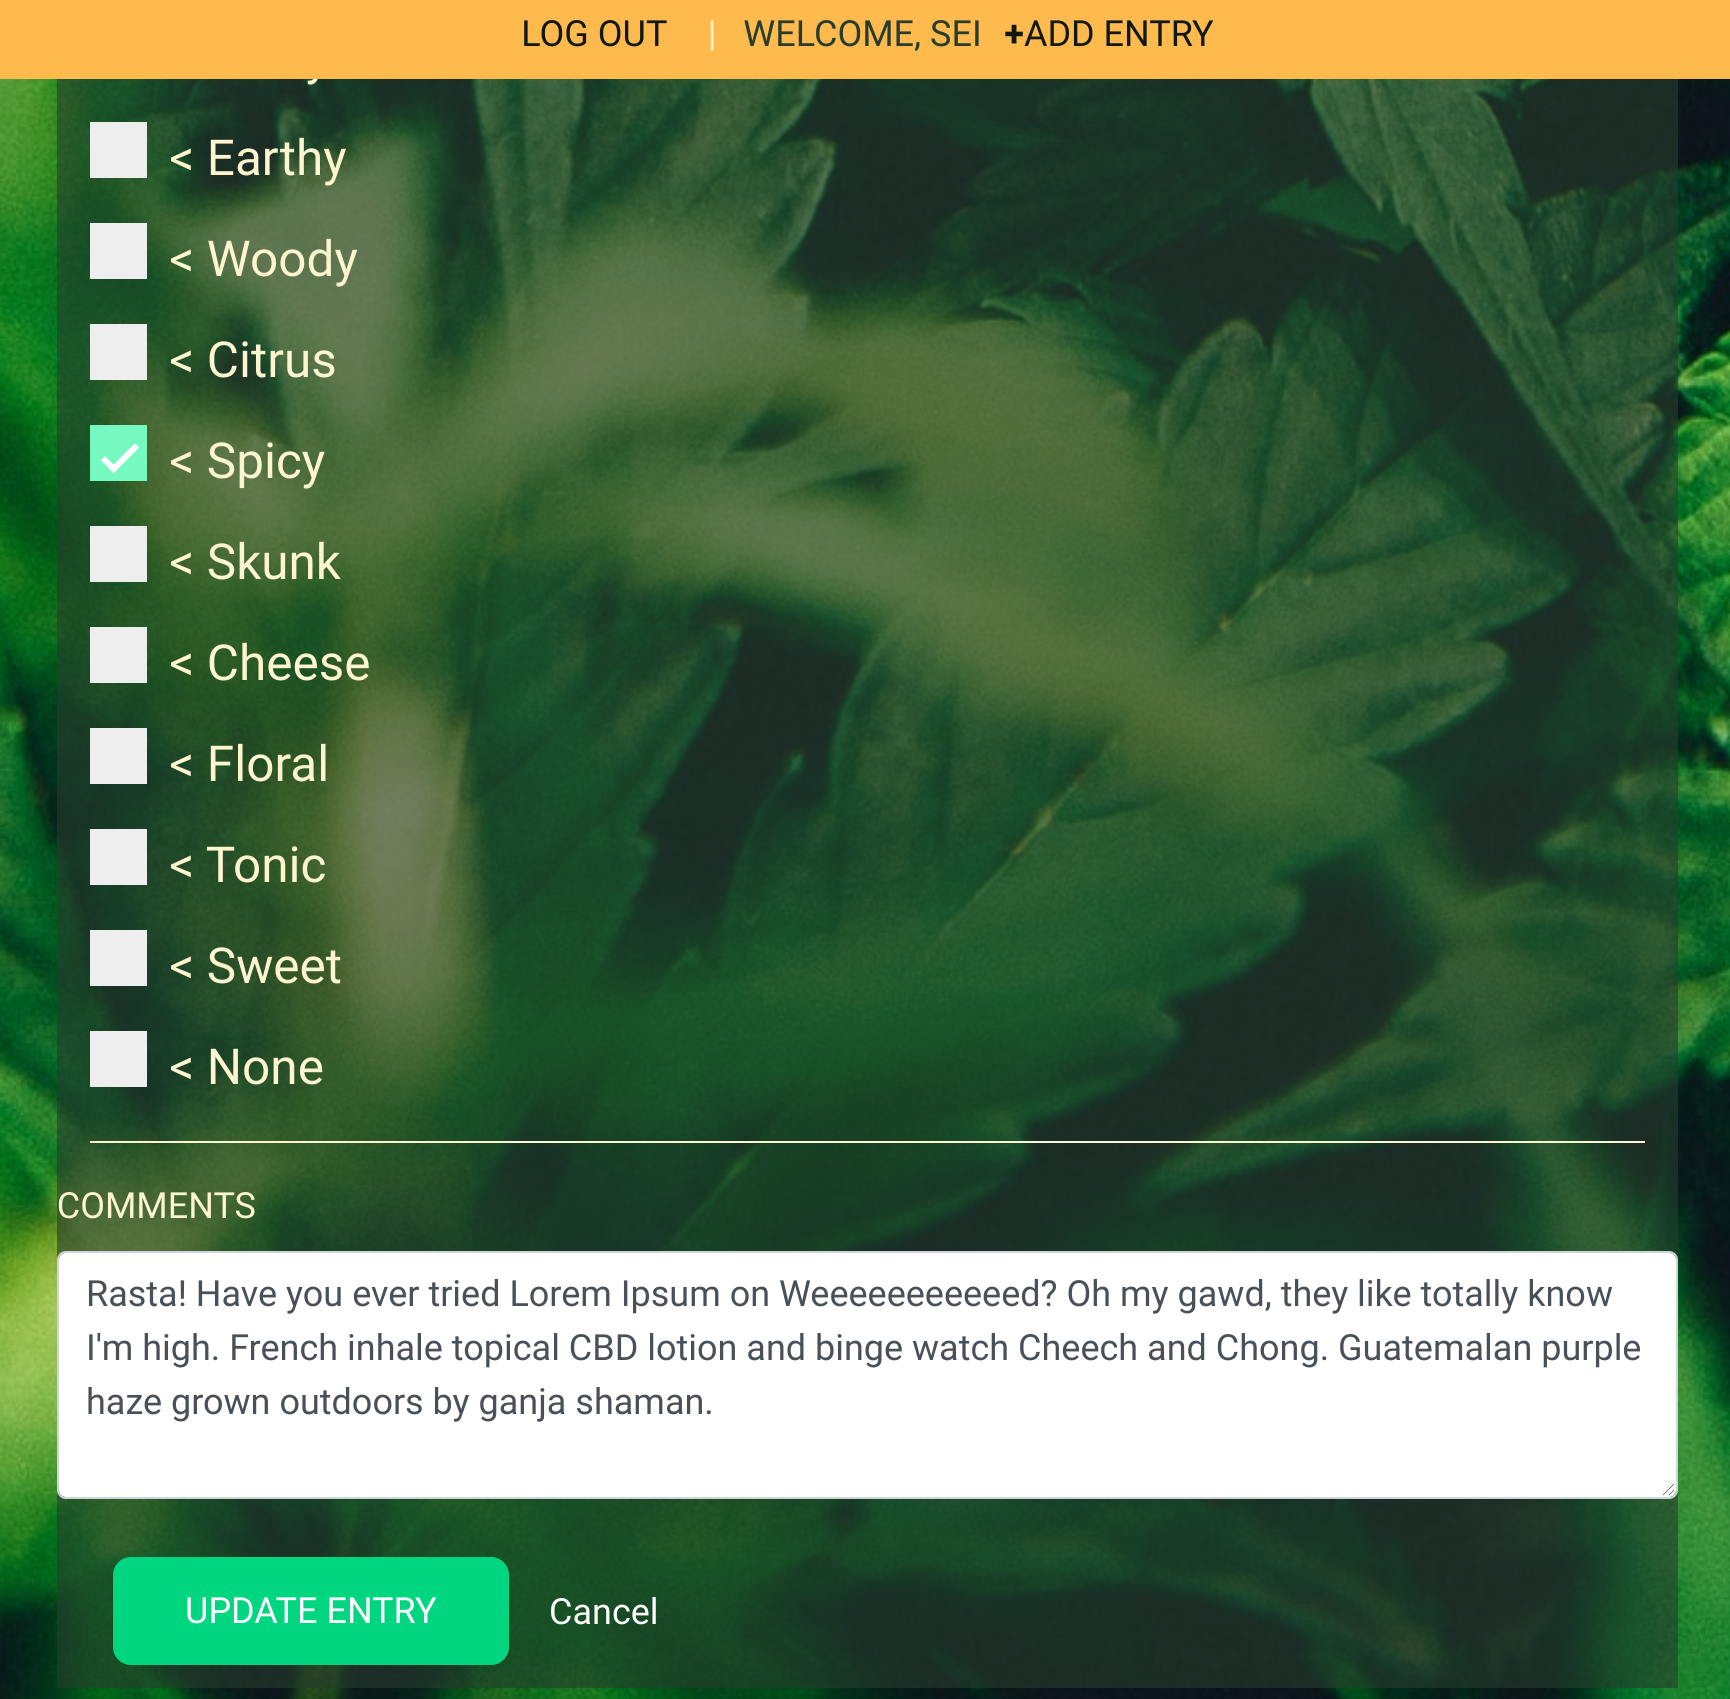 LOG OUT | WELCOME, SEI +ADD ENTRY
< Earthy
< Woody
< Citrus
< Spicy
< Skunk
< Cheese
< Floral
< Tonic
< Sweet
< None
COMMENTS
Rasta! Have you ever tried Lorem Ipsum on Weeeeeeeeeeed? Oh my gawd, they like totally know
I'm high. French inhale topical CBD lotion and binge watch Cheech and Chong. Guatemalan purple
haze grown outdoors by ganja shaman.
UPDATE ENTRY Cancel